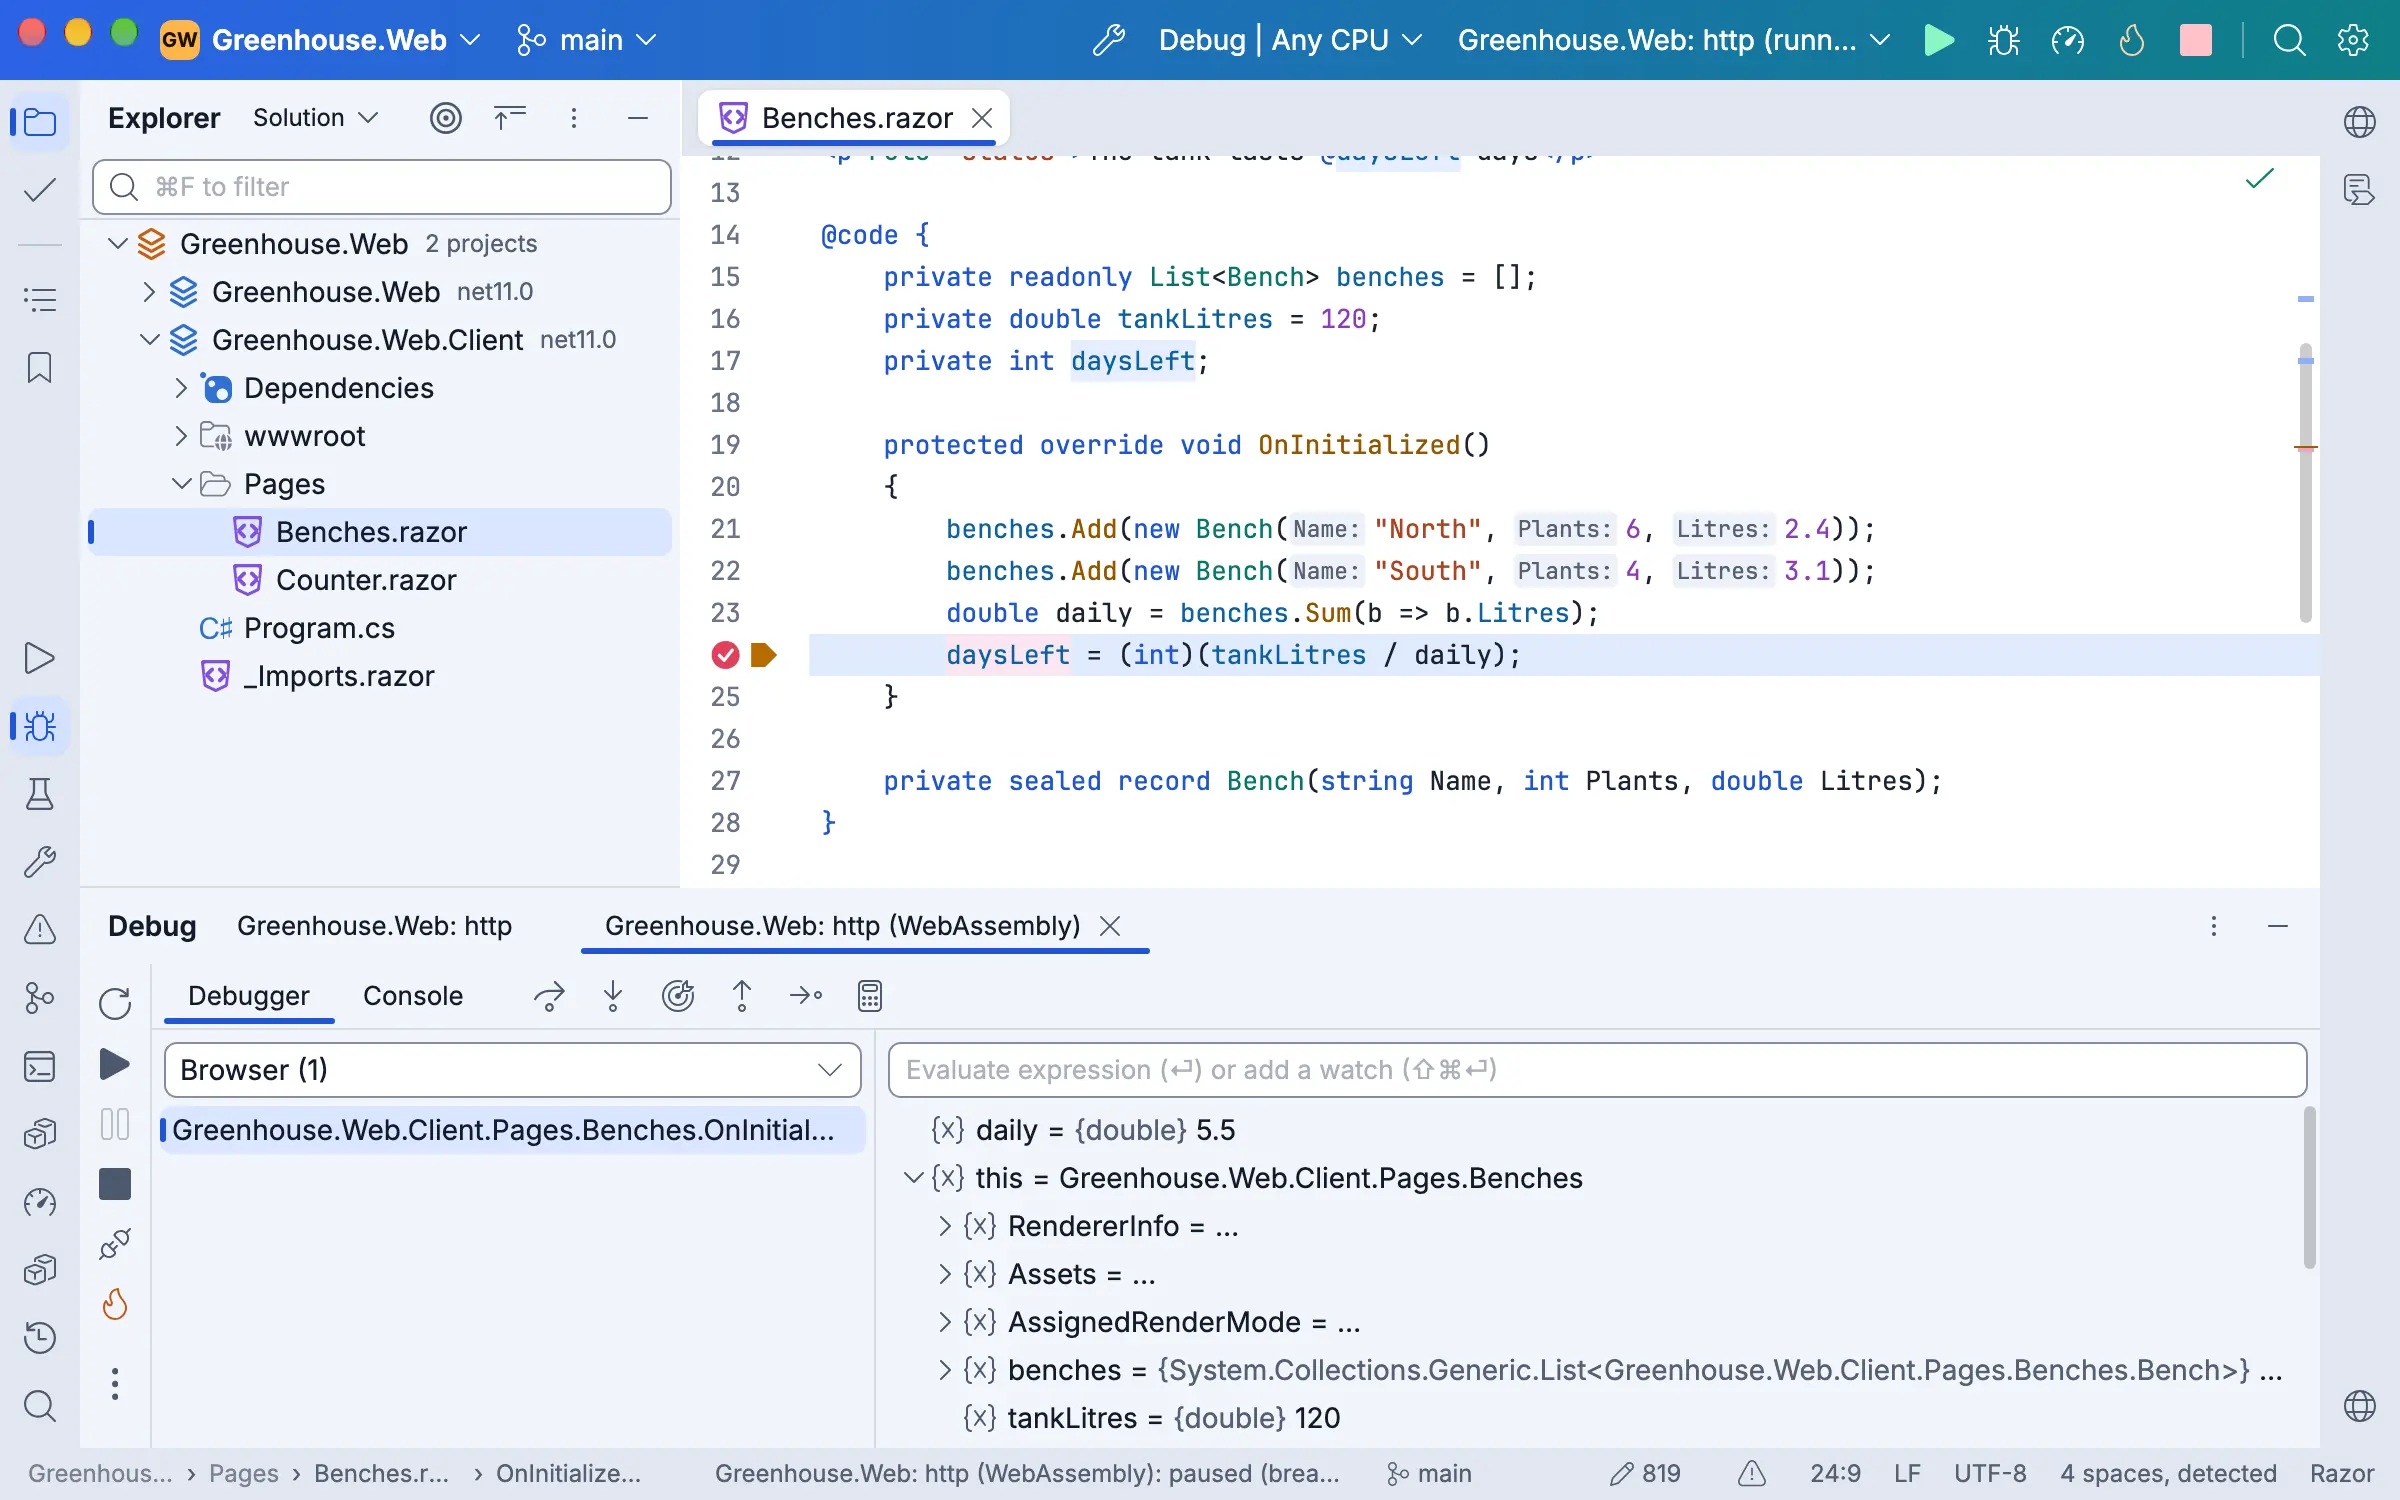 GW Greenhouse.Web main Debug | Any CPU Greenhouse.Web: http (runn...
Explorer Solution
⌘F to filter
Greenhouse.Web 2 projects
Greenhouse.Web net11.0
Greenhouse.Web.Client net11.0
Dependencies
wwwroot
Pages
Benches.razor
Counter.razor
C# Program.cs
_Imports.razor
Benches.razor
13
14 @code {
15 private readonly List<Bench> benches = [];
16 private double tankLitres = 120;
17 private int daysLeft;
18
19 protected override void OnInitialized()
20 {
21 benches.Add(new Bench(Name: "North", Plants: 6, Litres: 2.4));
22 benches.Add(new Bench(Name: "South", Plants: 4, Litres: 3.1));
23 double daily = benches.Sum(b => b.Litres);
daysLeft = (int)(tankLitres / daily);
25 }
26
27 private sealed record Bench(string Name, int Plants, double Litres);
28 }
29
Debug Greenhouse.Web: http Greenhouse.Web: http (WebAssembly)
Debugger Console
Browser (1)
Greenhouse.Web.Client.Pages.Benches.OnInitial...
Evaluate expression (⏎) or add a watch (⇧⌘⏎)
{x} daily = {double} 5.5
{x} this = Greenhouse.Web.Client.Pages.Benches
{x} RendererInfo = ...
{x} Assets = ...
{x} AssignedRenderMode = ...
{x} benches = {System.Collections.Generic.List<Greenhouse.Web.Client.Pages.Benches.Bench>} ...
{x} tankLitres = {double} 120
Greenhous... › Pages › Benches.r... › OnInitialize... Greenhouse.Web: http (WebAssembly): paused (brea... main 819 24:9 LF UTF-8 4 spaces, detected Razor